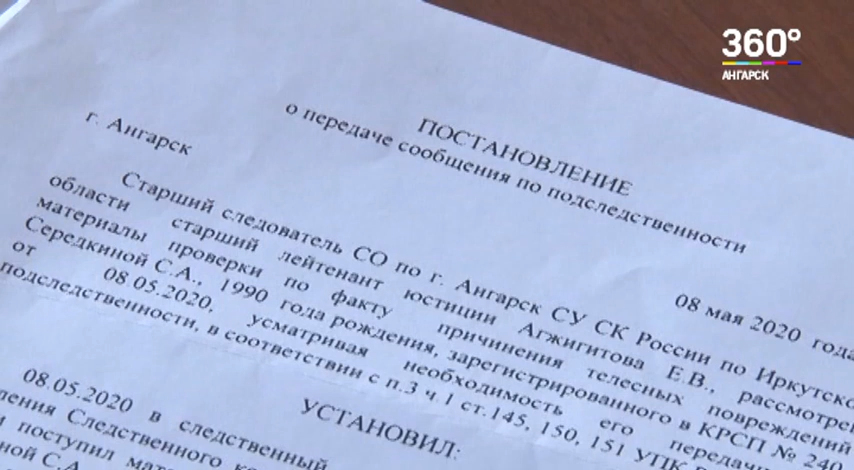 360°
АНГАРСК
ПОСТАНОВЛЕНИЕ
о передаче сообщения по подследственности
г. Ангарск
08 мая 2020 года
Старший следователь СО по г. Ангарск СУ СК России по
области старший лейтенант юстиции Агжигитова Е.В.,
материалы проверки по факту причинения телесных повреждений
Середкиной С.А., 1990 года рождения, зарегистрированного в КРСП №
от 08.05.2020, усматривая необходимость его
подследственности, в соответствии с п.3 ч.1 ст.145, 150, 151 УПК
УСТАНОВИЛ:
08.05.2020 в следственный
Следственного
поступил
С.А.